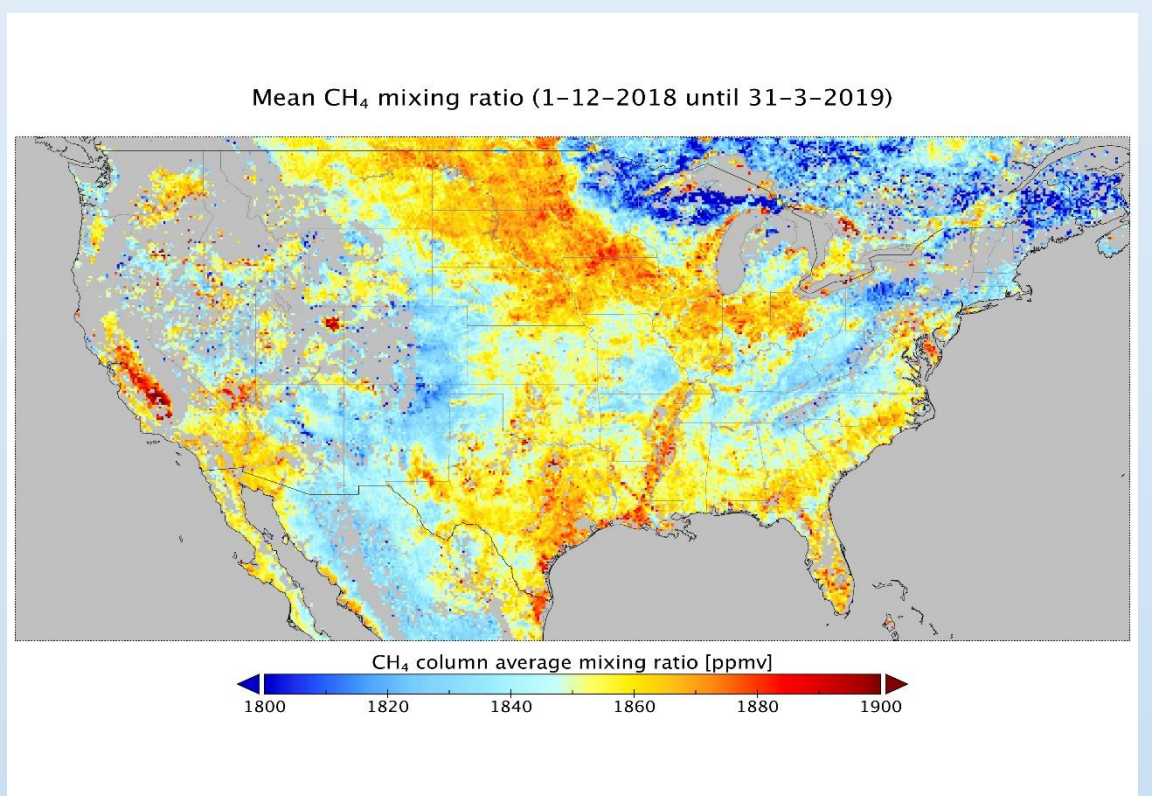 Mean CH₄ mixing ratio (1-12-2018 until 31-3-2019)
CH₄ column average mixing ratio [ppmv]
1800 1820 1840 1860 1880 1900